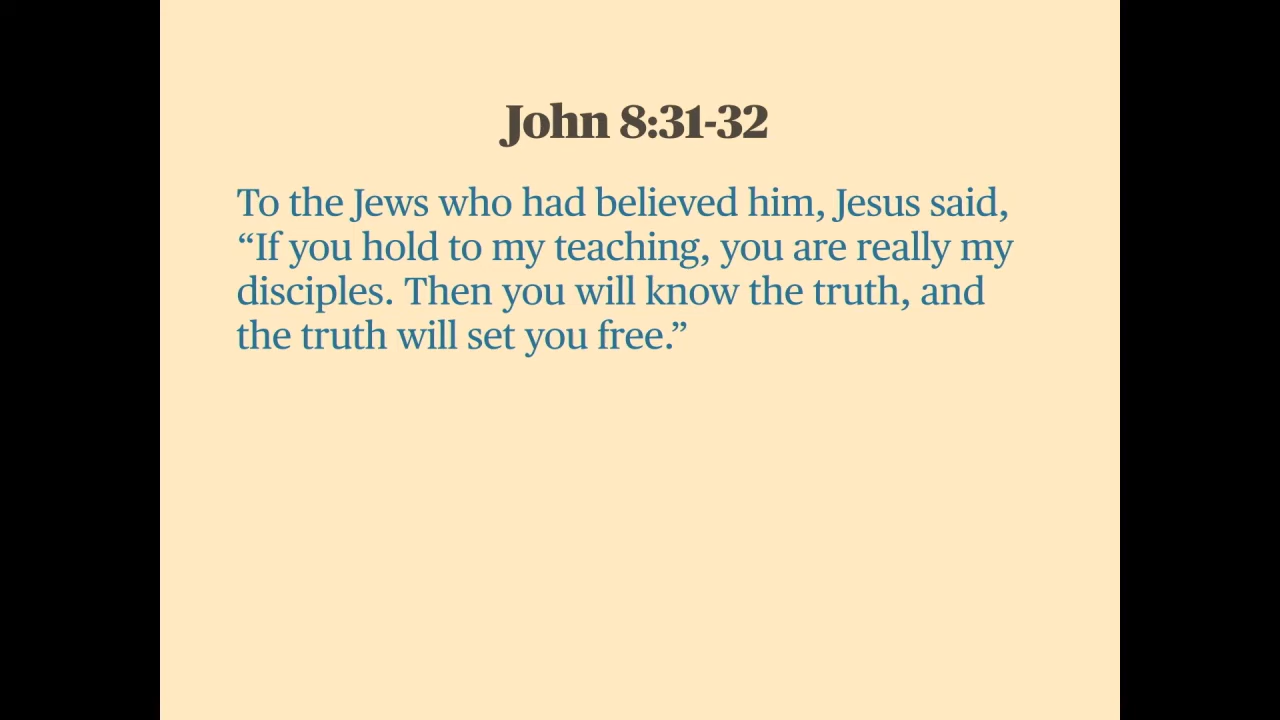 John 8:31-32
To the Jews who had believed him, Jesus said,
“If you hold to my teaching, you are really my
disciples. Then you will know the truth, and
the truth will set you free.”